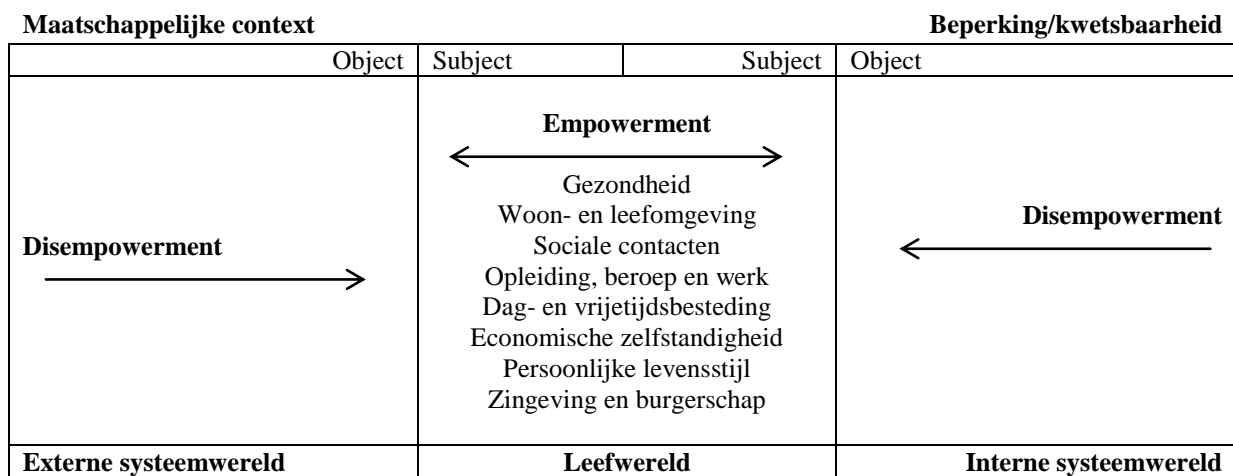 Maatschappelijke context Beperking/kwetsbaarheid
Object Subject Subject Object
Empowerment
Gezondheid
Woon- en leefomgeving
Disempowerment
Disempowerment
Sociale contacten
Opleiding, beroep en werk
Dag- en vrijetijdsbesteding
Economische zelfstandigheid
Persoonlijke levensstijl
Zingeving en burgerschap
Externe systeemwereld Leefwereld Interne systeemwereld